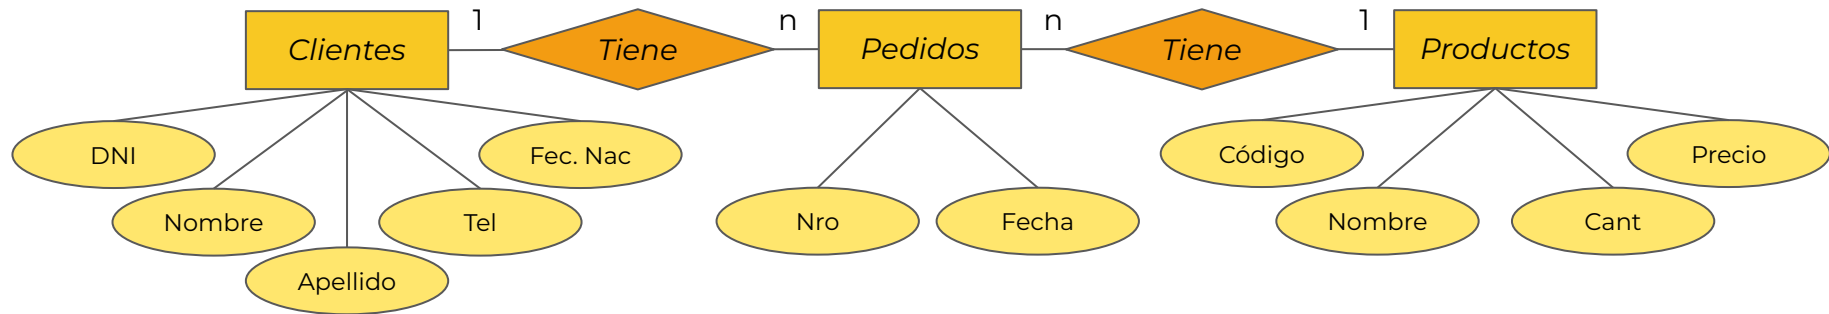 Clientes
1
Tiene
n
Pedidos
n
Tiene
1
Productos
DNI
Nombre
Apellido
Tel
Fec. Nac
Nro
Fecha
Código
Nombre
Cant
Precio